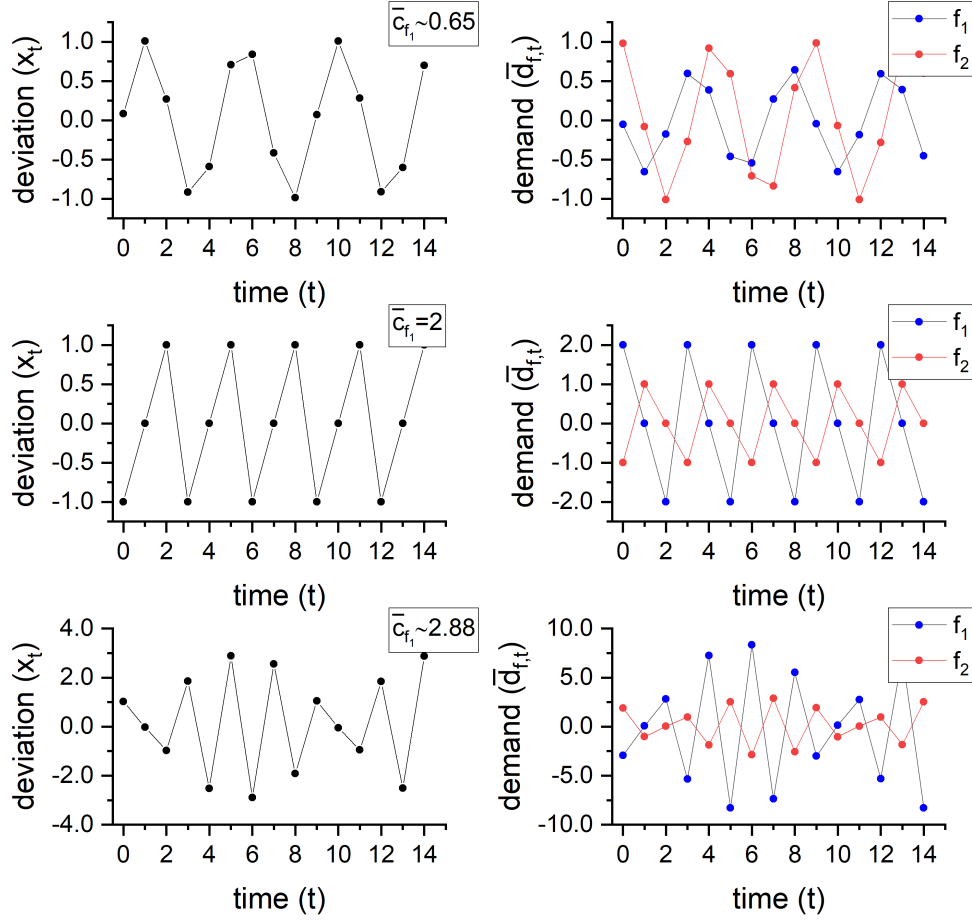 c̅f₁~0.65
deviation (xₜ)
1.0
0.5
0.0
-0.5
-1.0
0 2 4 6 8 10 12 14
time (t)
f₁
f₂
demand (d̅f,t)
1.0
0.5
0.0
-0.5
-1.0
0 2 4 6 8 10 12 14
time (t)
c̅f₁=2
deviation (xₜ)
1.0
0.5
0.0
-0.5
-1.0
0 2 4 6 8 10 12 14
time (t)
f₁
f₂
demand (d̅f,t)
2.0
1.0
0.0
-1.0
-2.0
0 2 4 6 8 10 12 14
time (t)
c̅f₁~2.88
deviation (xₜ)
4.0
2.0
0.0
-2.0
-4.0
0 2 4 6 8 10 12 14
time (t)
f₁
f₂
demand (d̅f,t)
10.0
5.0
0.0
-5.0
-10.0
0 2 4 6 8 10 12 14
time (t)